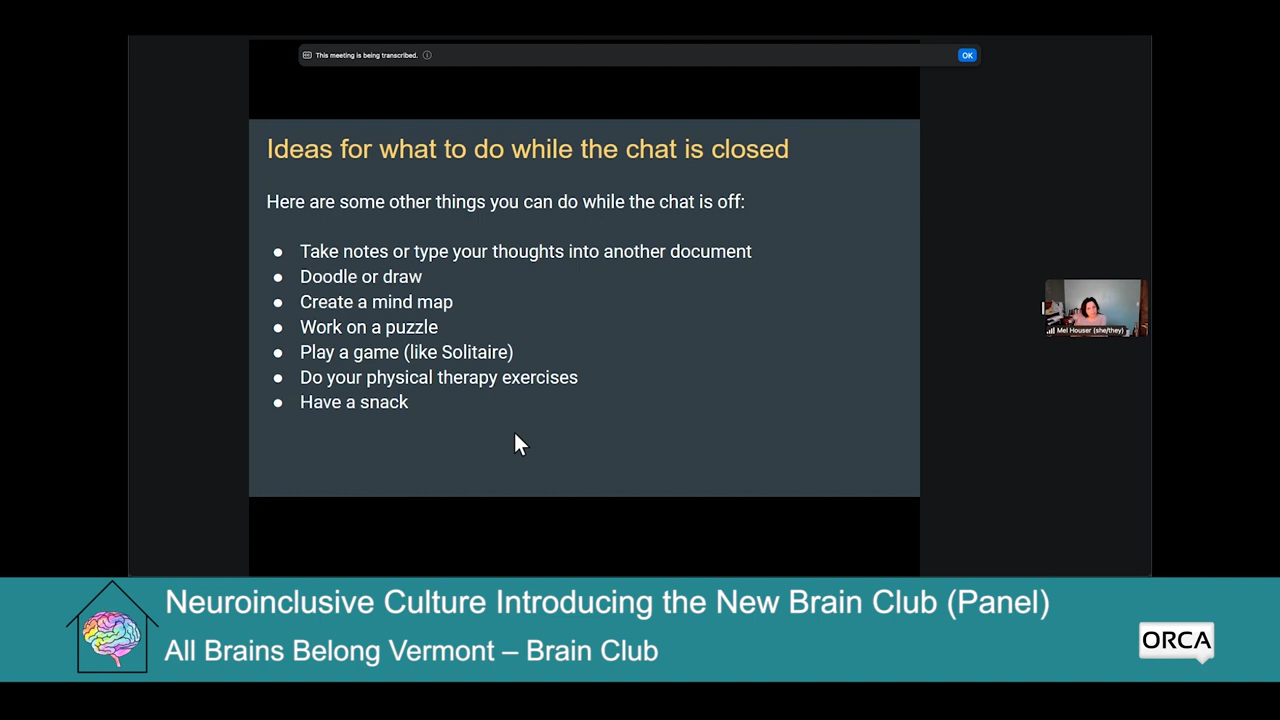 This meeting is being transcribed.
OK
Ideas for what to do while the chat is closed
Here are some other things you can do while the chat is off:
● Take notes or type your thoughts into another document
● Doodle or draw
● Create a mind map
● Work on a puzzle
● Play a game (like Solitaire)
● Do your physical therapy exercises
● Have a snack
Mel Houser (she/they)
Neuroinclusive Culture Introducing the New Brain Club (Panel)
All Brains Belong Vermont – Brain Club
ORCA